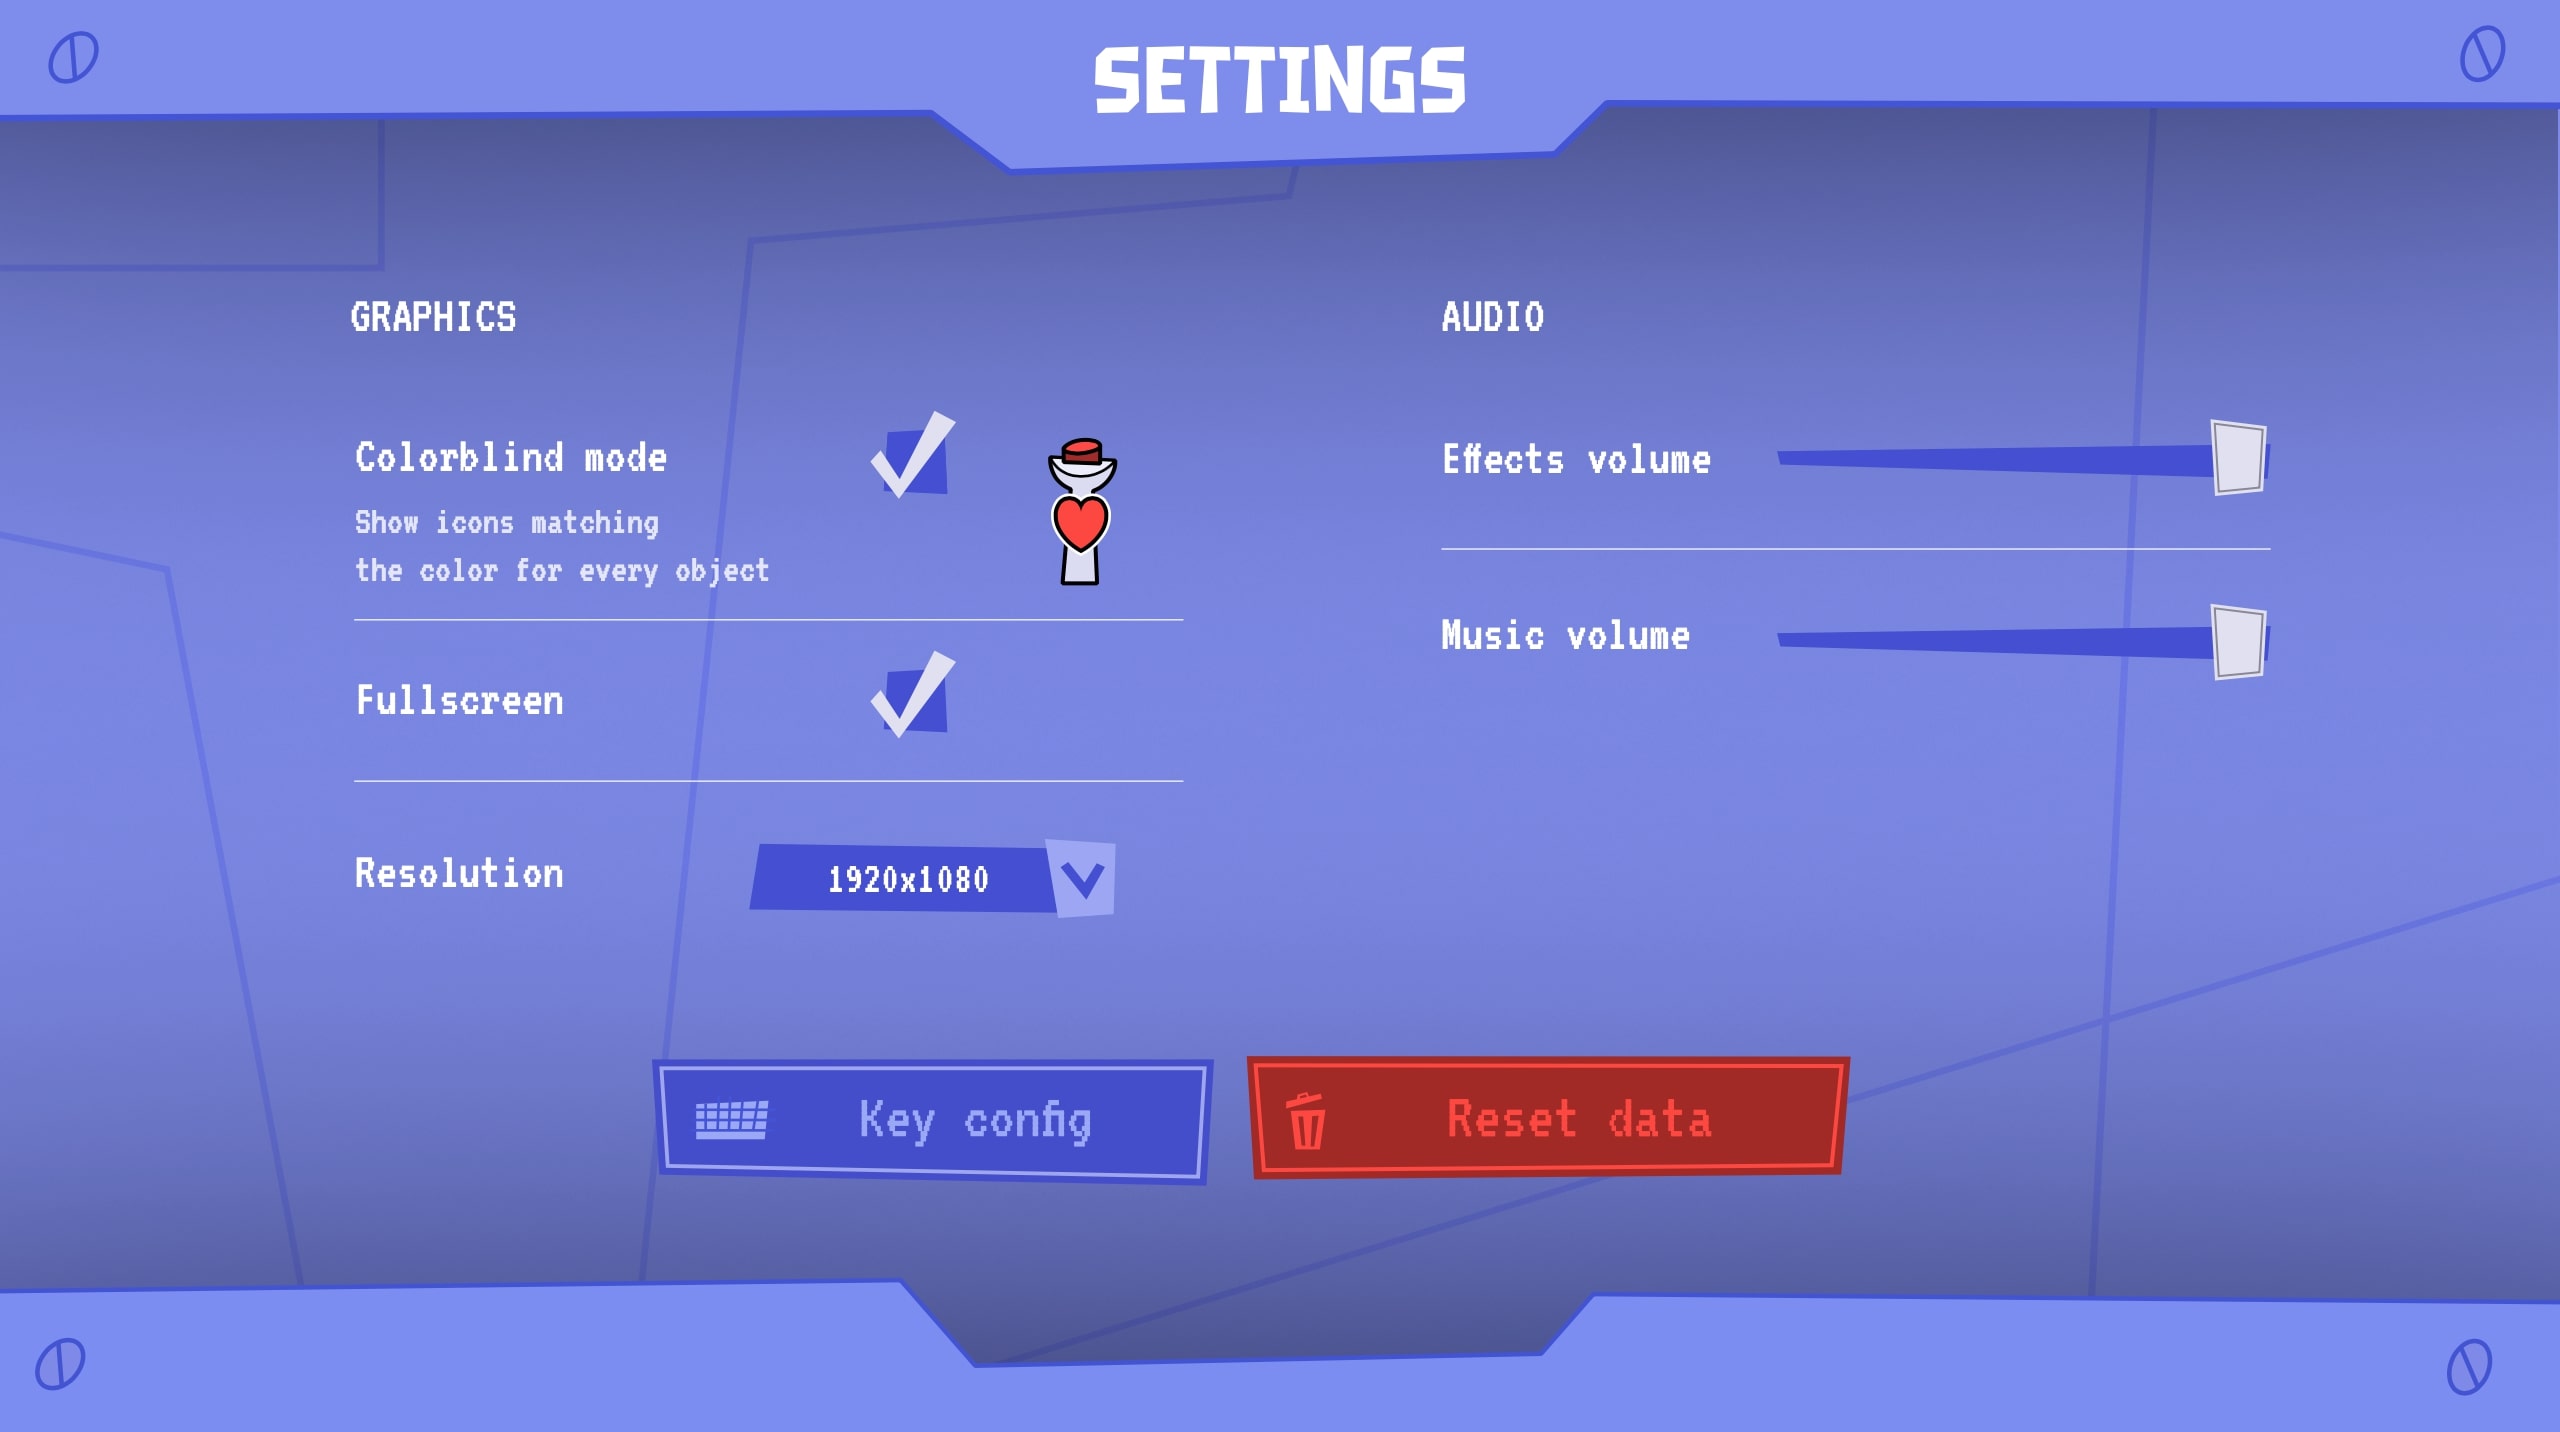 SETTINGS
GRAPHICS
Colorblind mode
Show icons matching
the color for every object
Fullscreen
Resolution
1920x1080
AUDIO
Effects volume
Music volume
Key config
Reset data